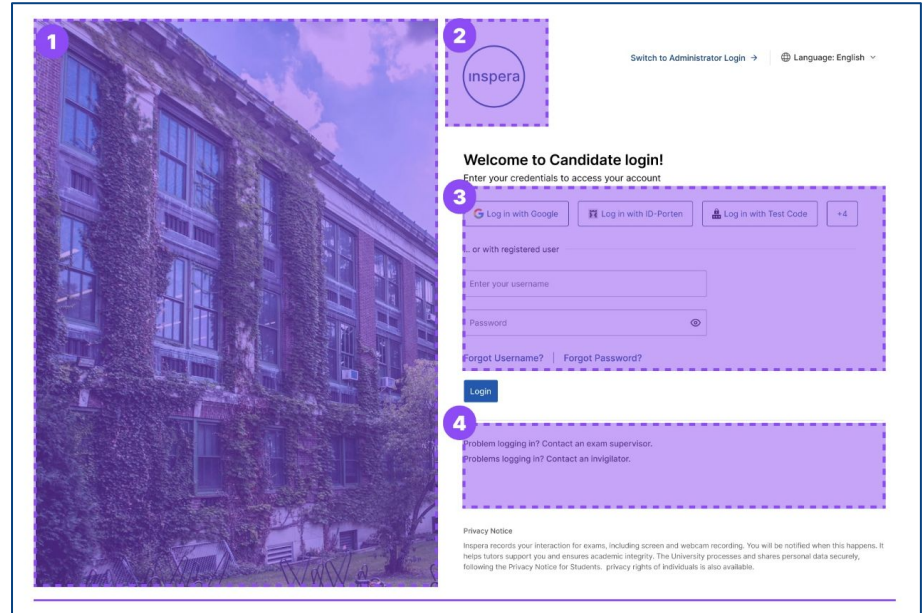 1
2
ınspera
Switch to Administrator Login →
Language: English
Welcome to Candidate login!
Enter your credentials to access your account
3
Log in with Google
Log in with ID-Porten
Log in with Test Code
+4
.. or with registered user
Enter your username
Password
Forgot Username? | Forgot Password?
Login
4
Problem logging in? Contact an exam supervisor.
Problems logging in? Contact an invigilator.
Privacy Notice
Inspera records your interaction for exams, including screen and webcam recording. You will be notified when this happens. It
helps tutors support you and ensures academic integrity. The University processes and shares personal data securely,
following the Privacy Notice for Students. privacy rights of individuals is also available.